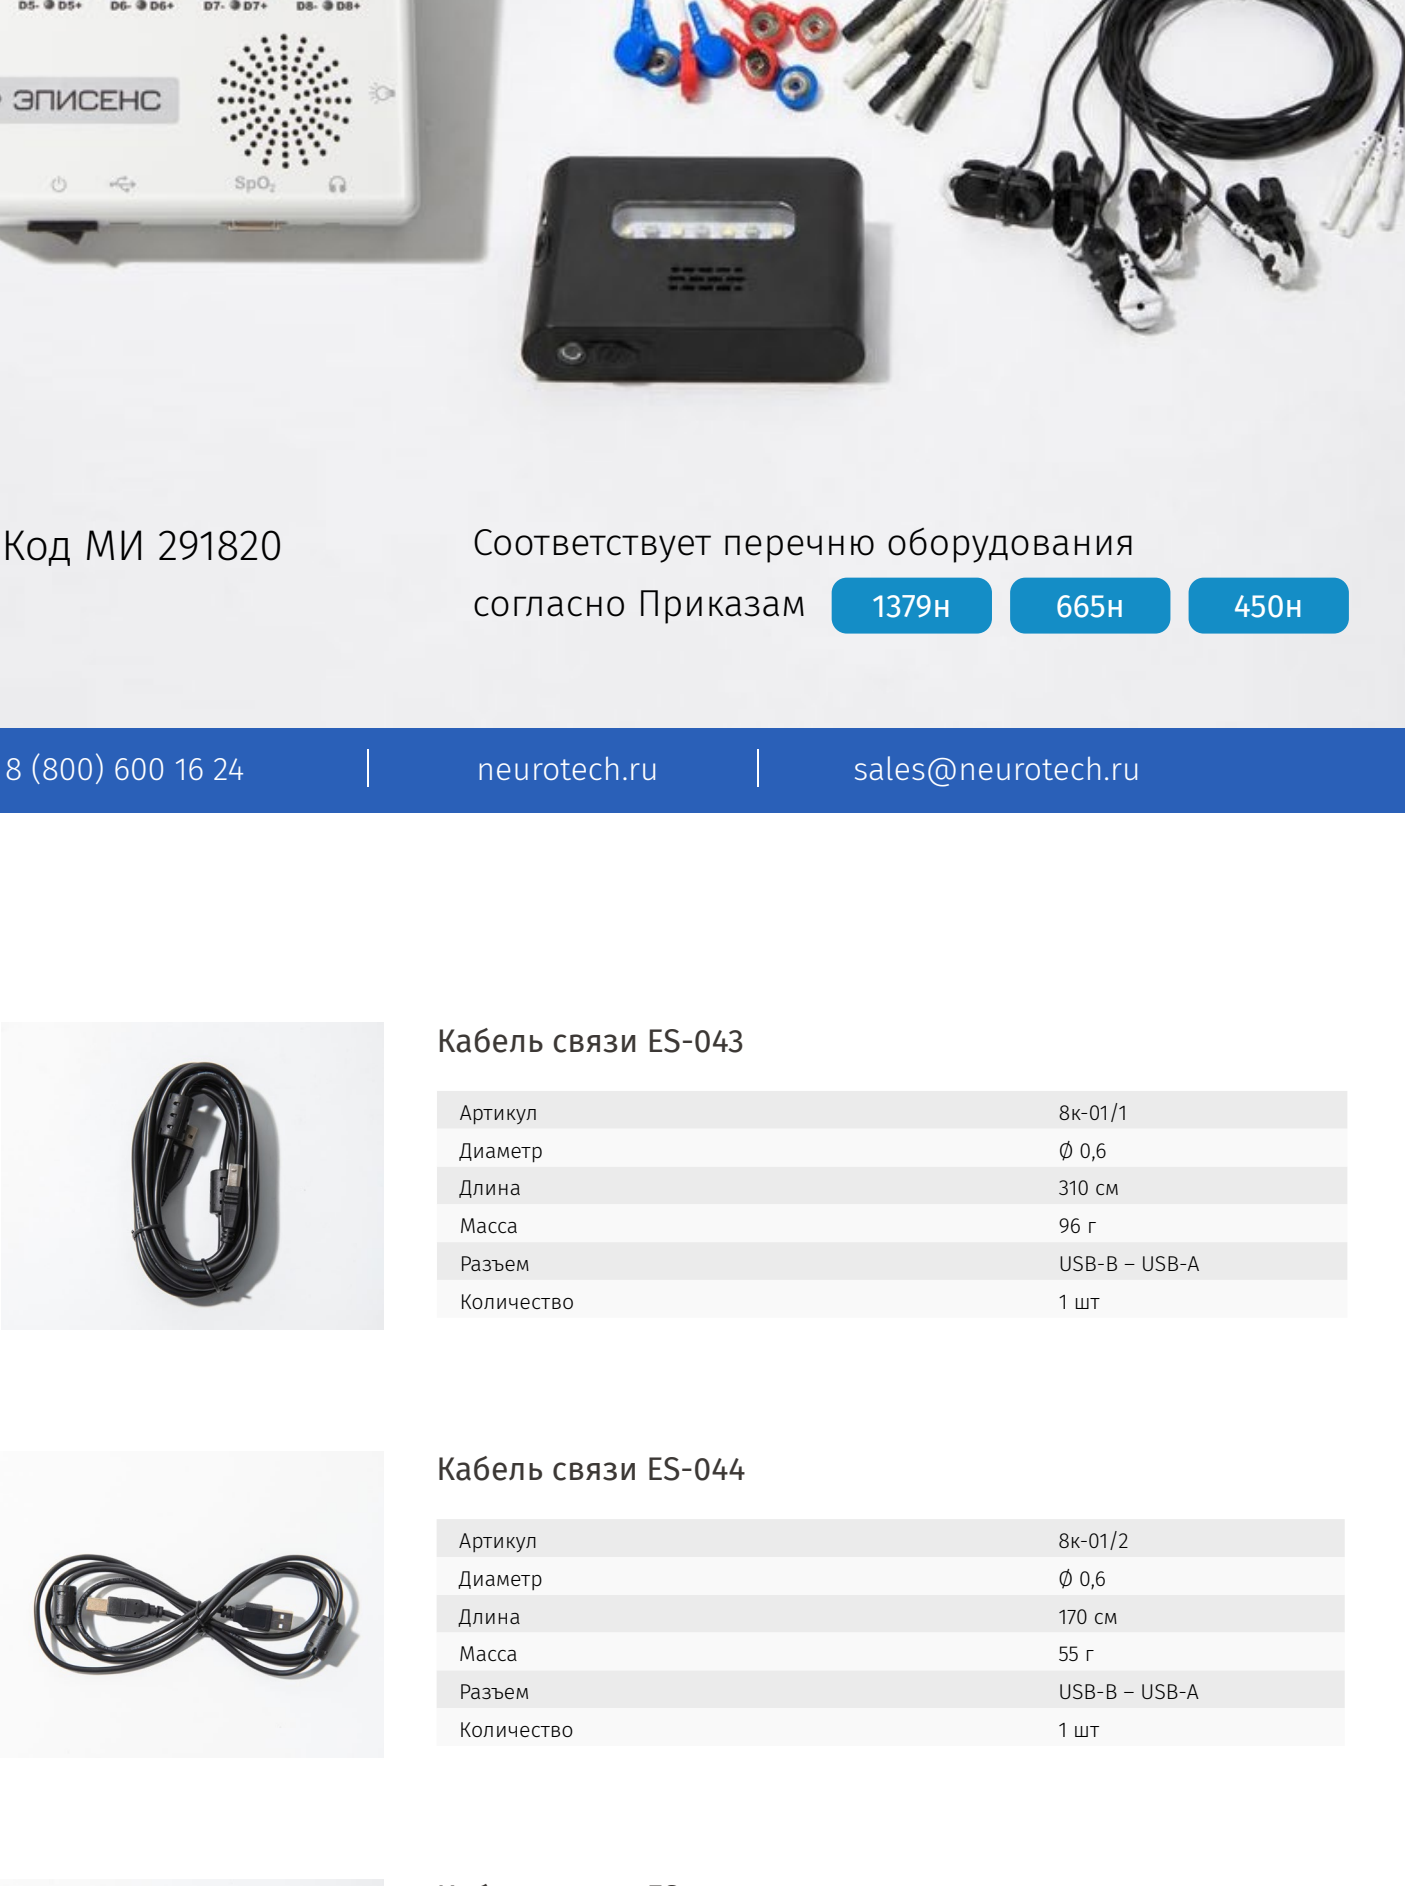 D5- D5+ D6- D6+ D7- D7+ D8- D8+
ЭПИСЕНС
SpO₂
Код МИ 291820
Соответствует перечню оборудования
согласно Приказам 1379н 665н 450н
8 (800) 600 16 24 neurotech.ru sales@neurotech.ru
Кабель связи ES-043
Артикул 8к-01/1
Диаметр Ø 0,6
Длина 310 см
Масса 96 г
Разъем USB-B – USB-A
Количество 1 шт
Кабель связи ES-044
Артикул 8к-01/2
Диаметр Ø 0,6
Длина 170 см
Масса 55 г
Разъем USB-B – USB-A
Количество 1 шт